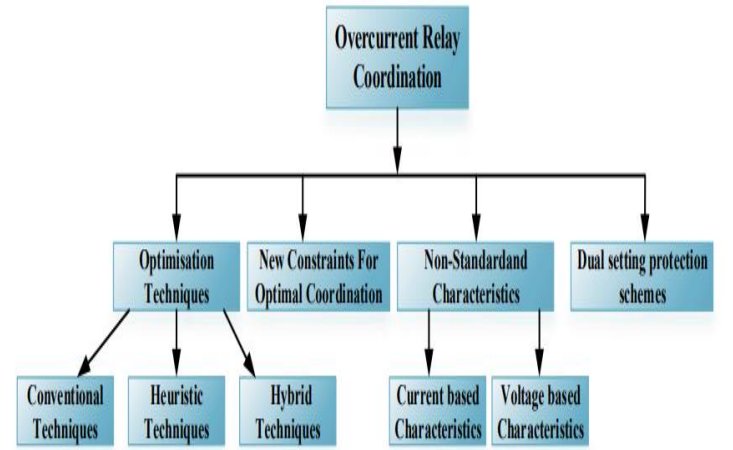 Overcurrent Relay
Coordination
Optimisation
Techniques
New Constraints For
Optimal Coordination
Non-Standardand
Characteristics
Dual setting protection
schemes
Conventional
Techniques
Heuristic
Techniques
Hybrid
Techniques
Current based
Characteristics
Voltage based
Characteristics